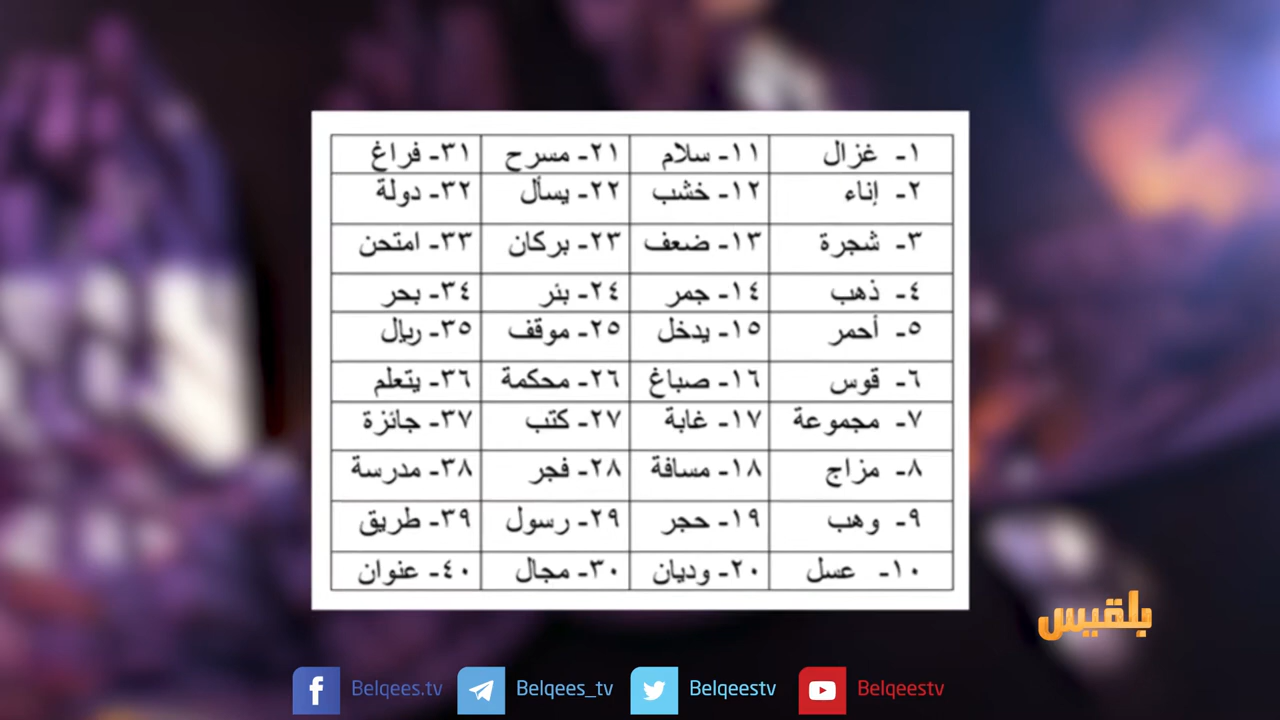 ١- غزال ١١- سلام ٢١- مسرح ٣١- فراغ
٢- إناء ١٢- خشب ٢٢- يسأل ٣٢- دولة
٣- شجرة ١٣- ضعف ٢٣- بركان ٣٣- امتحن
٤- ذهب ١٤- جمر ٢٤- بئر ٣٤- بحر
٥- أحمر ١٥- يدخل ٢٥- موقف ٣٥- ريال
٦- قوس ١٦- صباغ ٢٦- محكمة ٣٦- يتعلم
٧- مجموعة ١٧- غابة ٢٧- كتب ٣٧- جائزة
٨- مزاج ١٨- مسافة ٢٨- فجر ٣٨- مدرسة
٩- وهب ١٩- حجر ٢٩- رسول ٣٩- طريق
١٠- عسل ٢٠- وديان ٣٠- مجال ٤٠- عنوان
بلقيس
Belqees.tv Belqees_tv Belqeestv Belqeestv